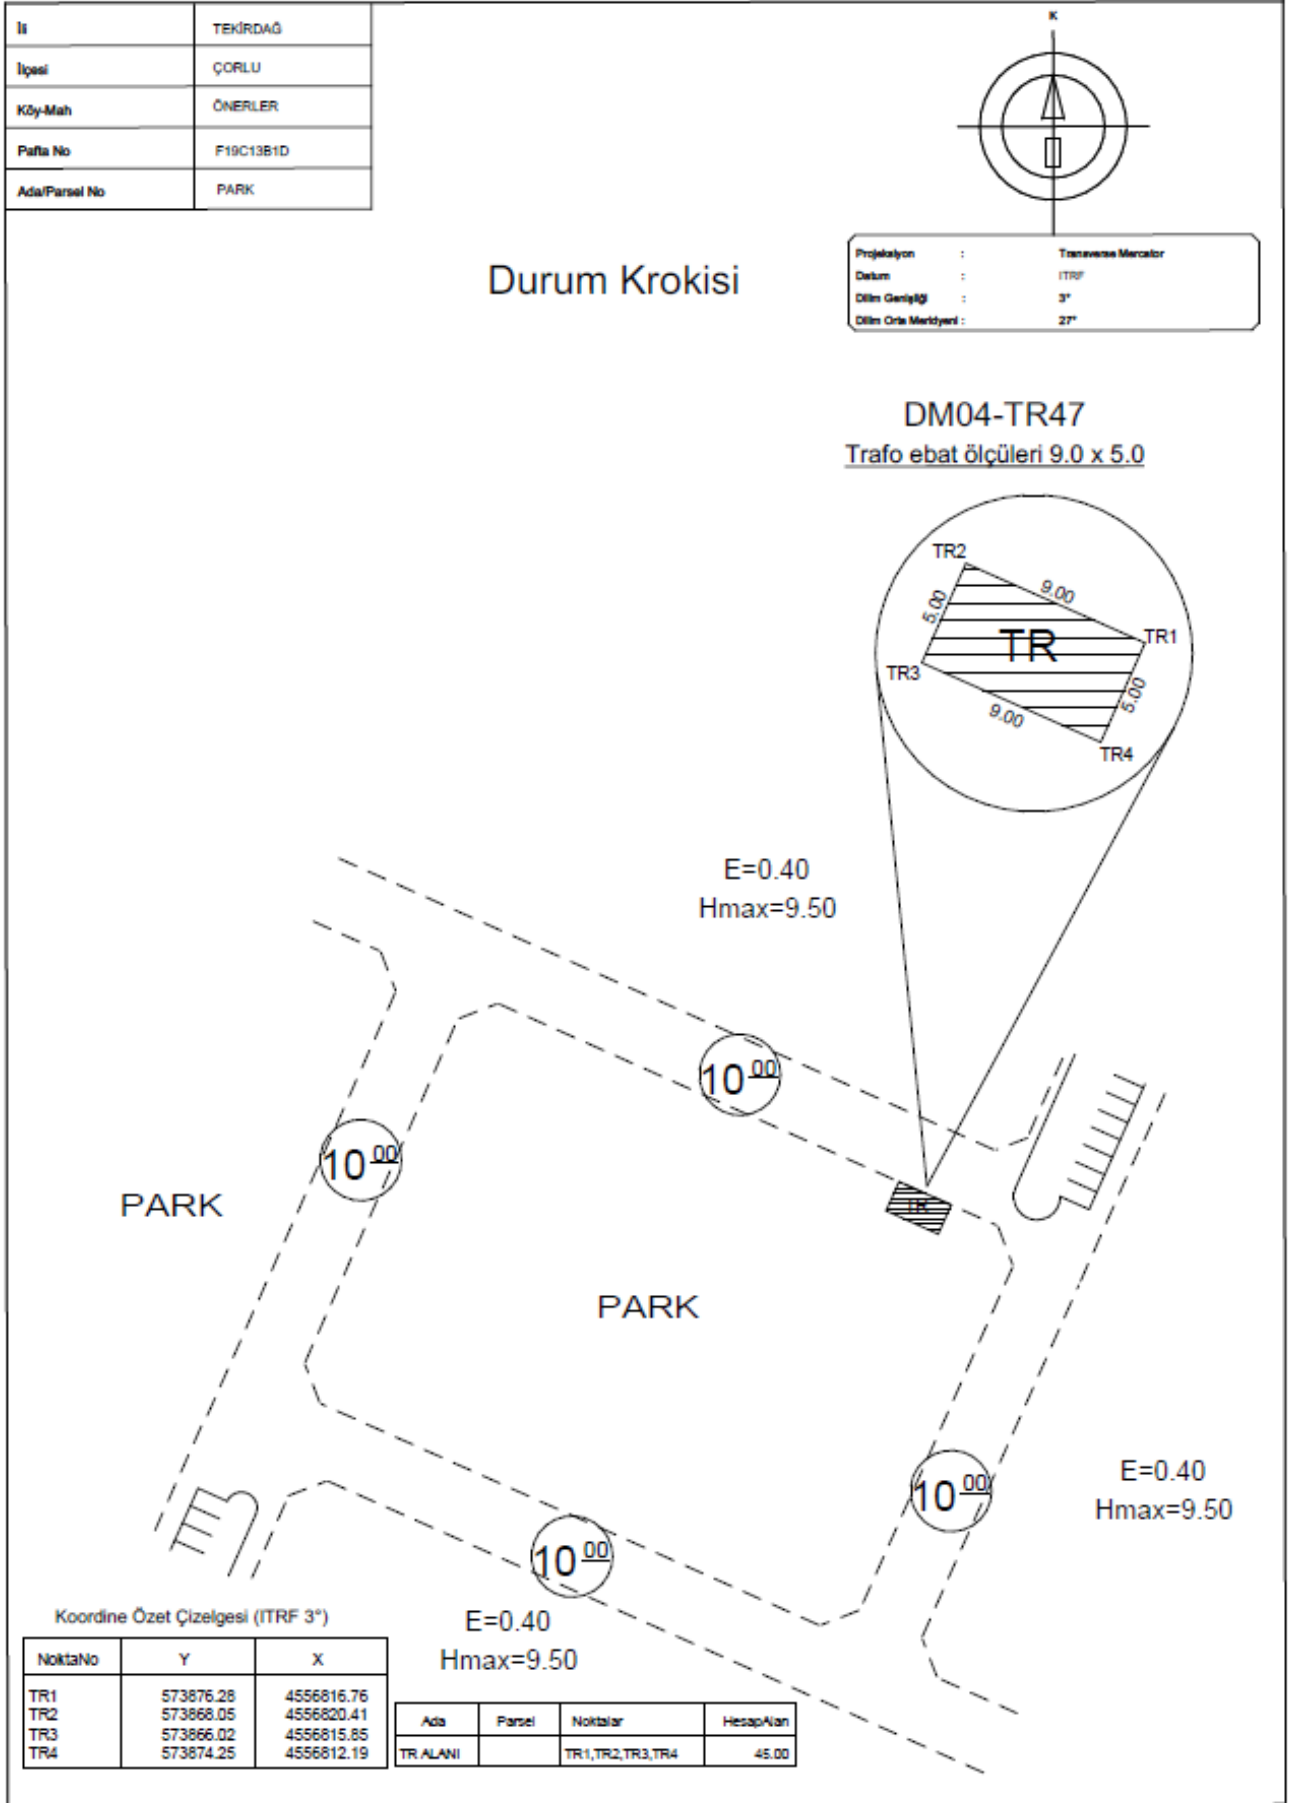 İli TEKİRDAĞ
İlçesi ÇORLU
Köy-Mah ÖNERLER
Pafta No F19C13B1D
Ada/Parsel No PARK
K
Projeksiyon : Transverse Mercator
Datum : ITRF
Dilim Genişliği : 3°
Dilim Orta Meridyeni : 27°
Durum Krokisi
DM04-TR47
Trafo ebat ölçüleri 9.0 x 5.0
TR2
9.00
5.00
TR
TR1
TR3
5.00
9.00
TR4
E=0.40
Hmax=9.50
10 00
10 00
PARK
TR
PARK
10 00
E=0.40
Hmax=9.50
10 00
E=0.40
Hmax=9.50
Koordine Özet Çizelgesi (ITRF 3°)
NoktaNo Y X
TR1 573876.28 4556816.76
TR2 573868.05 4556820.41
TR3 573866.02 4556815.85
TR4 573874.25 4556812.19
Ada Parsel Noktalar HesapAlan
TR ALANI TR1,TR2,TR3,TR4 45.00